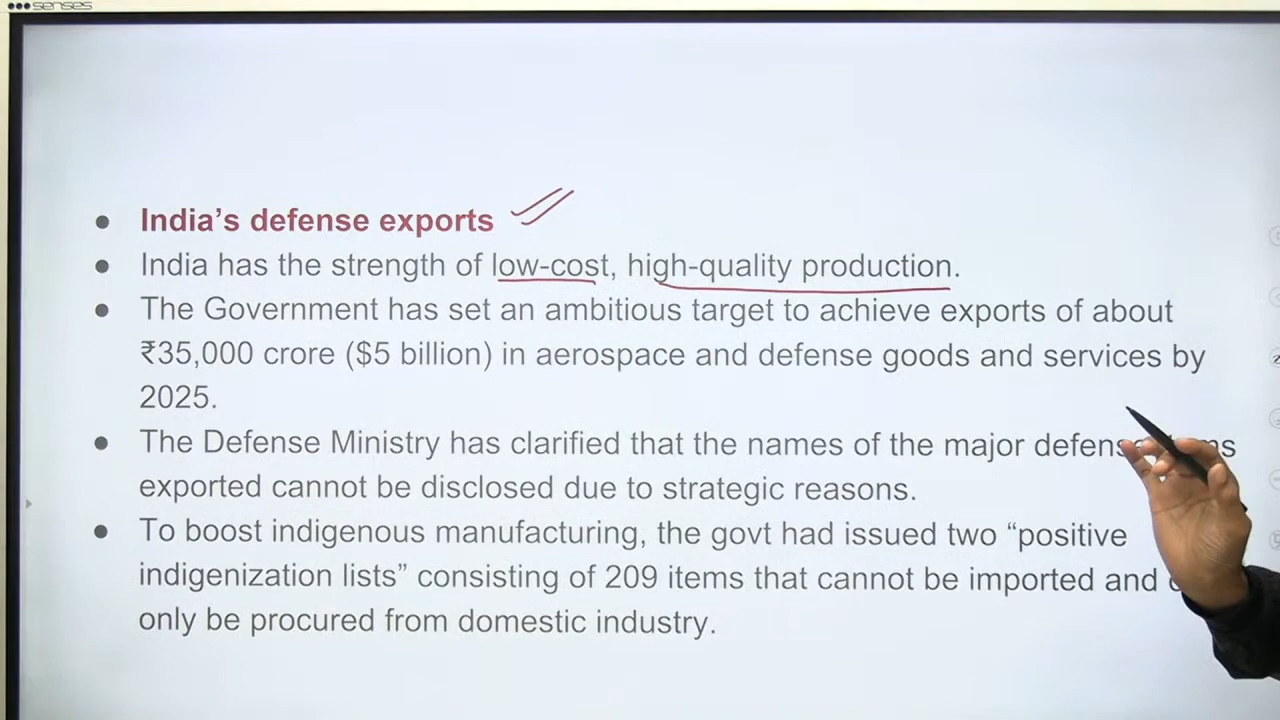 senses
India’s defense exports
India has the strength of low-cost, high-quality production.
The Government has set an ambitious target to achieve exports of about
₹35,000 crore ($5 billion) in aerospace and defense goods and services by
2025.
The Defense Ministry has clarified that the names of the major defense
exported cannot be disclosed due to strategic reasons.
To boost indigenous manufacturing, the govt had issued two “positive
indigenization lists” consisting of 209 items that cannot be imported and
only be procured from domestic industry.